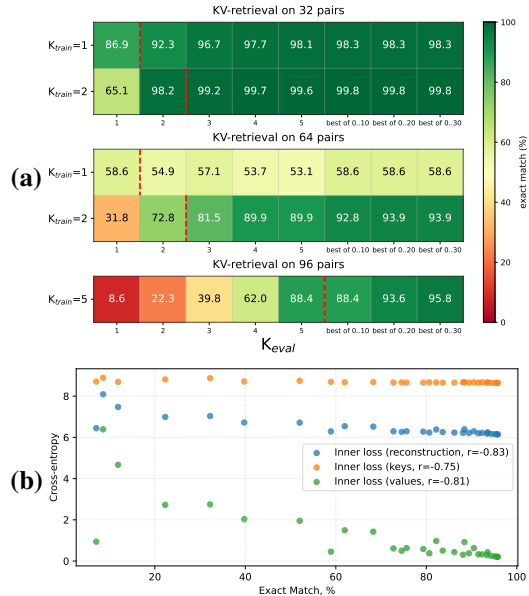 KV-retrieval on 32 pairs
K_train=1 86.9 92.3 96.7 97.7 98.1 98.3 98.3 98.3
K_train=2 65.1 98.2 99.2 99.7 99.6 99.8 99.8 99.8
1 2 3 4 5 best of 0..10 best of 0..20 best of 0..30
KV-retrieval on 64 pairs
(a)
K_train=1 58.6 54.9 57.1 53.7 53.1 58.6 58.6 58.6
K_train=2 31.8 72.8 81.5 89.9 89.9 92.8 93.9 93.9
1 2 3 4 5 best of 0..10 best of 0..20 best of 0..30
KV-retrieval on 96 pairs
K_train=5 8.6 22.3 39.8 62.0 88.4 88.4 93.6 95.8
1 2 3 4 5 best of 0..10 best of 0..20 best of 0..30
K_eval
100
80
60
40
20
0
exact match (%)
(b)
Cross-entropy
8
6
4
2
0
Inner loss (reconstruction, r=-0.83)
Inner loss (keys, r=-0.75)
Inner loss (values, r=-0.81)
20 40 60 80 100
Exact Match, %